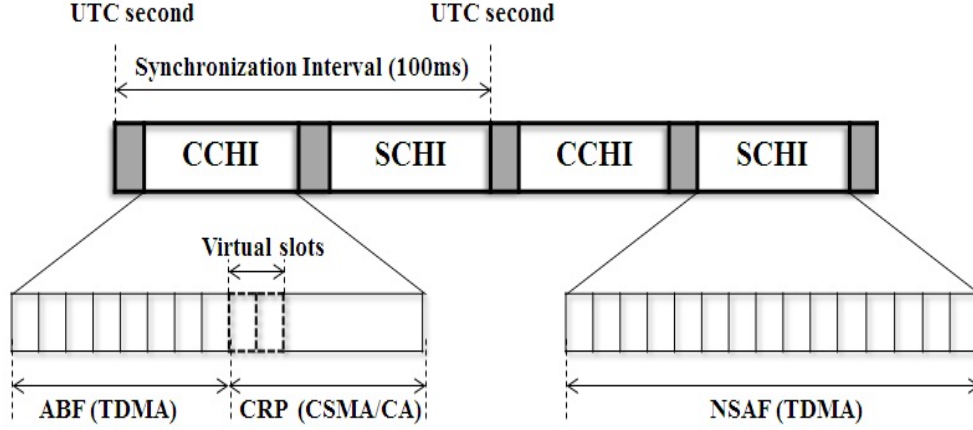 UTC second
UTC second
Synchronization Interval (100ms)
CCHI
SCHI
CCHI
SCHI
Virtual slots
ABF (TDMA)
CRP (CSMA/CA)
NSAF (TDMA)